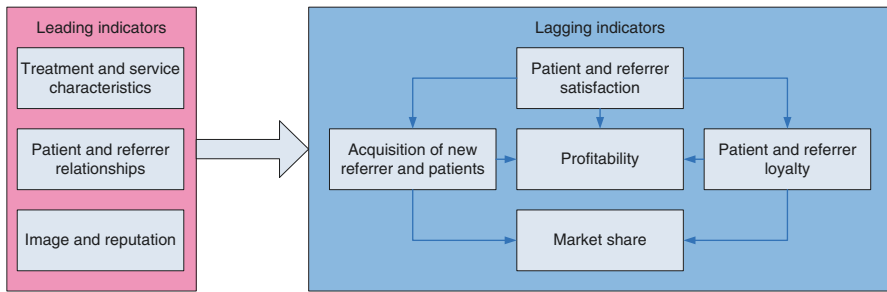 Leading indicators
Treatment and service
characteristics
Patient and referrer
relationships
Image and reputation
Lagging indicators
Patient and referrer
satisfaction
Acquisition of new
referrer and patients
Profitability
Patient and referrer
loyalty
Market share